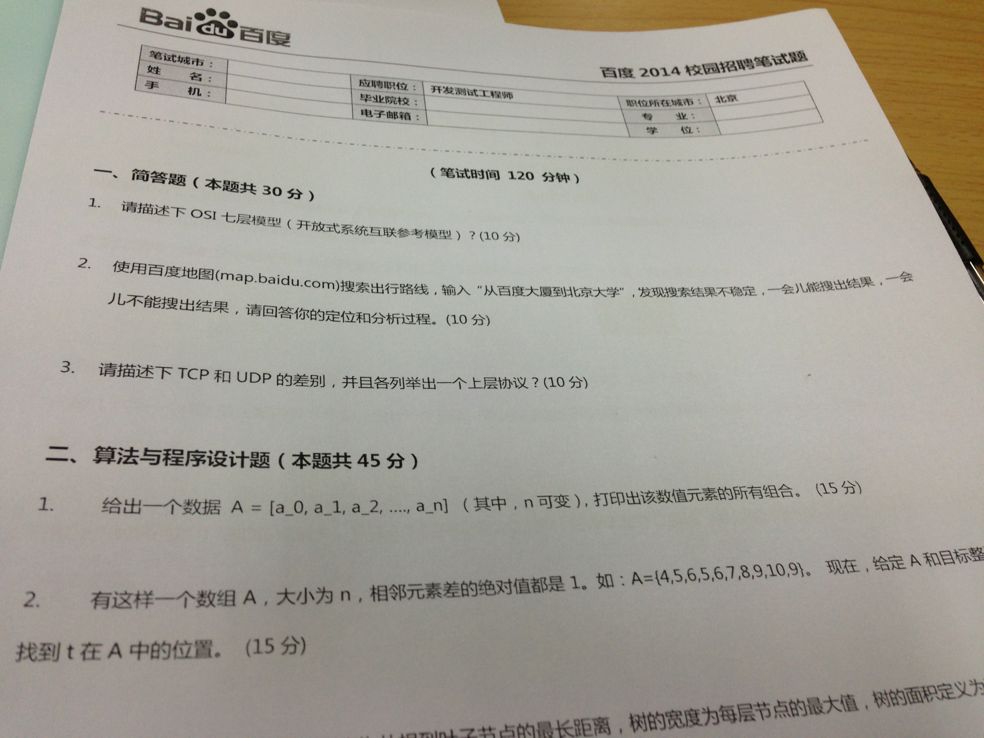 Bai du 百度
百度 2014 校园招聘笔试题
笔试城市： 应聘职位： 开发测试工程师 职位所在城市： 北京
姓 名： 毕业院校： 专 业：
手 机： 电子邮箱： 学 位：
（笔试时间 120 分钟）
一、简答题（本题共 30 分）
1. 请描述下 OSI 七层模型（开放式系统互联参考模型）？(10 分)
2. 使用百度地图(map.baidu.com)搜索出行路线，输入“从百度大厦到北京大学”，发现搜索结果不稳定，一会儿能搜出结果，一会
儿不能搜出结果，请回答你的定位和分析过程。(10 分)
3. 请描述下 TCP 和 UDP 的差别，并且各列举出一个上层协议？(10 分)
二、算法与程序设计题（本题共 45 分）
1. 给出一个数据 A = [a_0, a_1, a_2, ...., a_n] （其中，n 可变），打印出该数值元素的所有组合。 (15 分)
2. 有这样一个数组 A，大小为 n，相邻元素差的绝对值都是 1。如：A={4,5,6,5,6,7,8,9,10,9}。 现在，给定 A 和目标整
找到 t 在 A 中的位置。 (15 分)
子节点的最长距离，树的宽度为每层节点的最大值，树的面积定义为